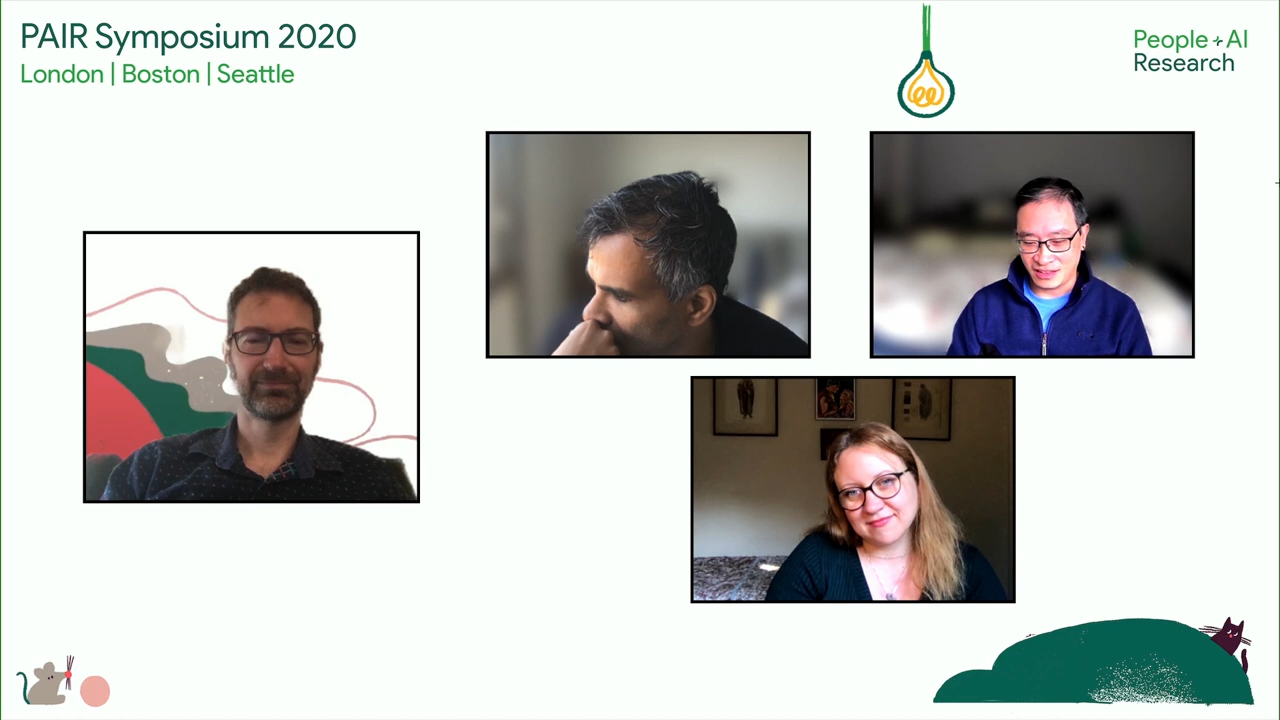 PAIR Symposium 2020
London | Boston | Seattle
People + AI
Research